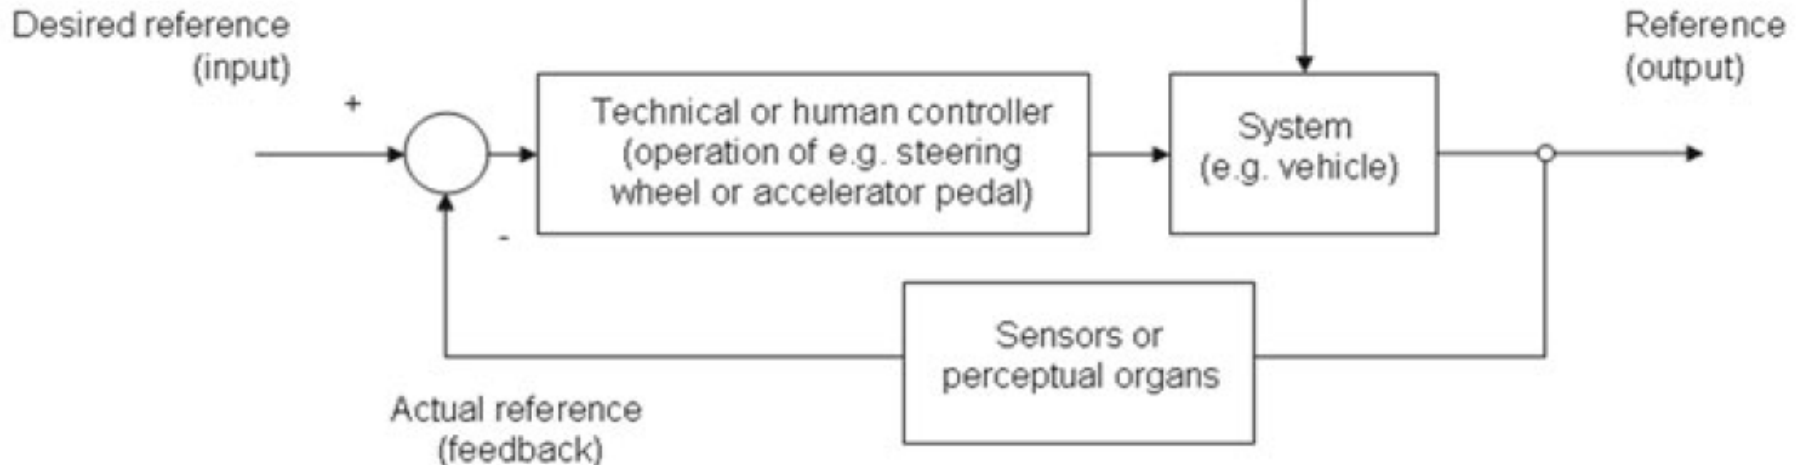 Desired reference
(input)
+
Technical or human controller
(operation of e.g. steering
wheel or accelerator pedal)
System
(e.g. vehicle)
Reference
(output)
-
Sensors or
perceptual organs
Actual reference
(feedback)